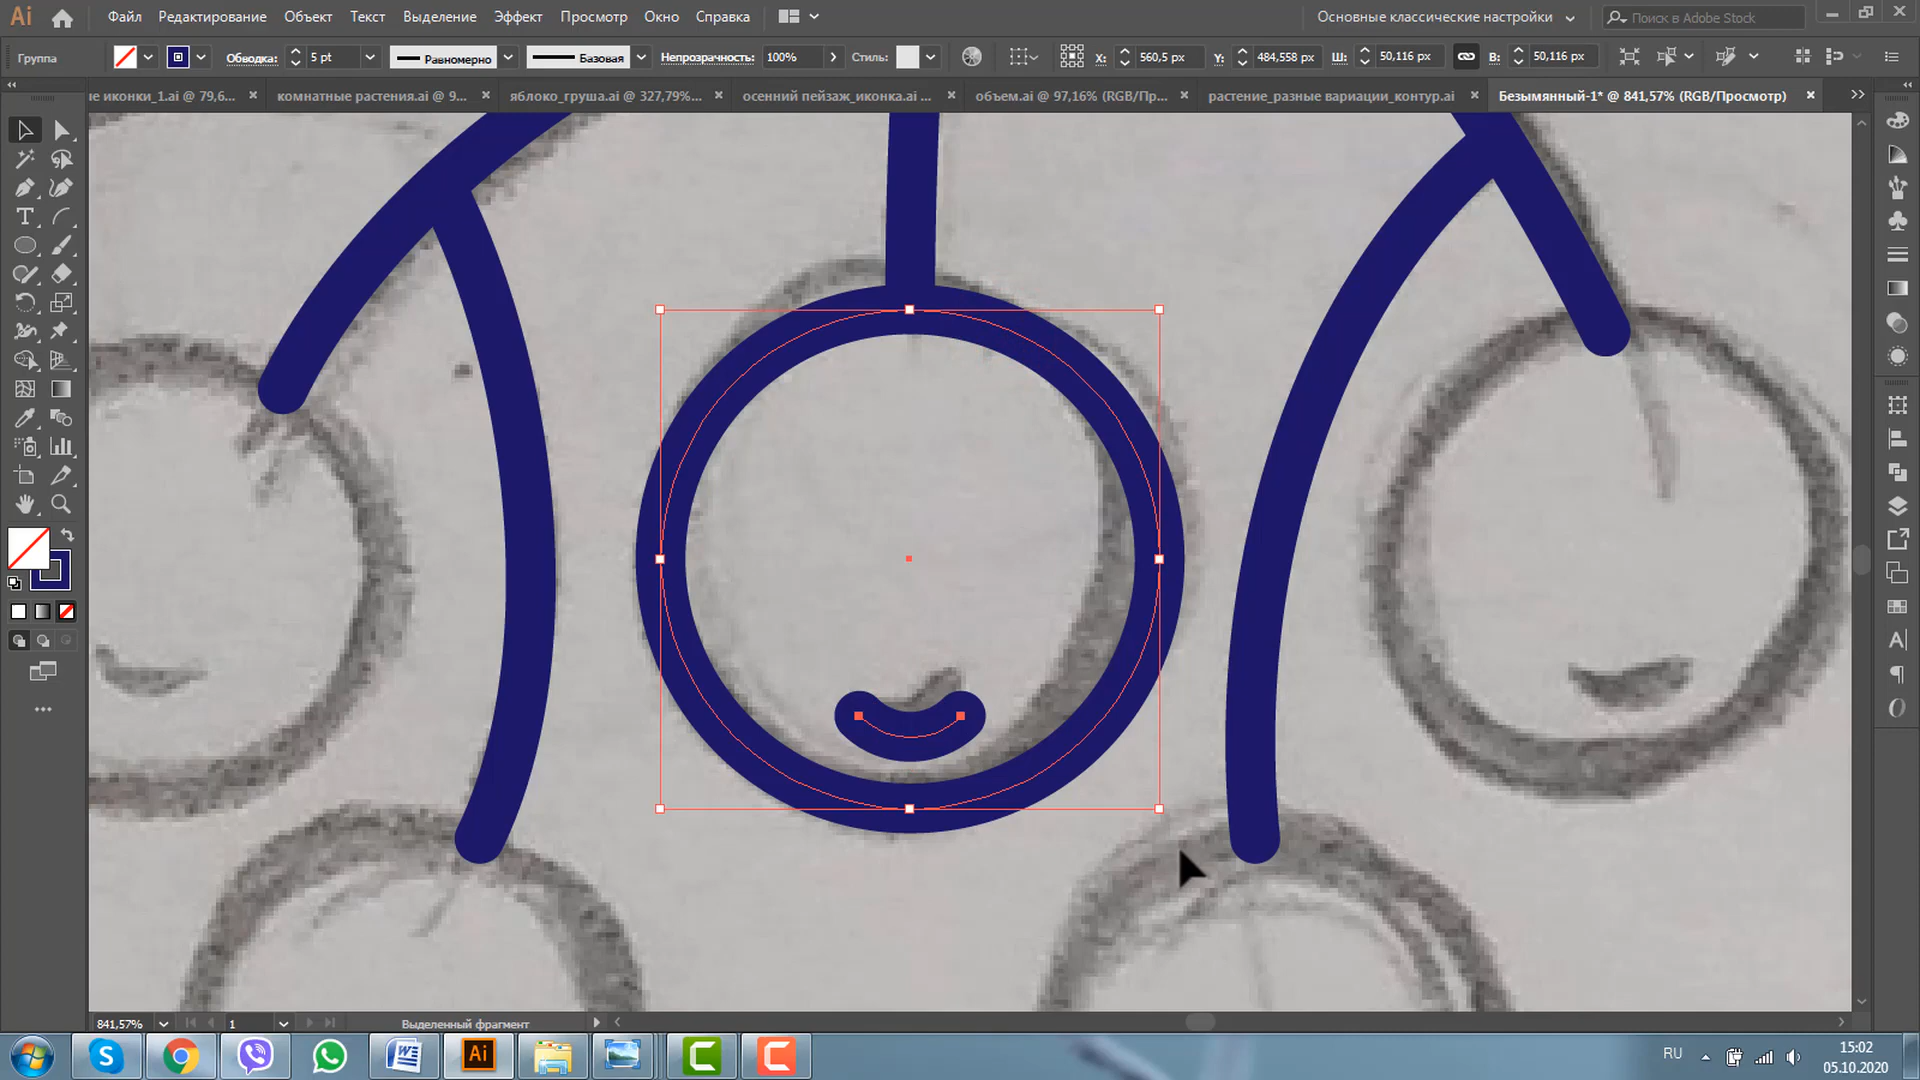 Ai Файл Редактирование Объект Текст Выделение Эффект Просмотр Окно Справка Основные классические настройки Поиск в Adobe Stock
Группа Обводка: 5 pt Равномерно Базовая Непрозрачность: 100% Стиль: X: 560,5 px Y: 484,558 px Ш: 50,116 px В: 50,116 px
ие иконки_1.ai @ 79,6... комнатные растения.ai @ 9... яблоко_груша.ai @ 327,79%... осенний пейзаж_иконка.ai ... объем.ai @ 97,16% (RGB/Пр... растение_разные вариации_контур.ai Безымянный-1* @ 841,57% (RGB/Просмотр)
841,57% 1 Выделенный фрагмент
Ai RU 15:02
05.10.2020